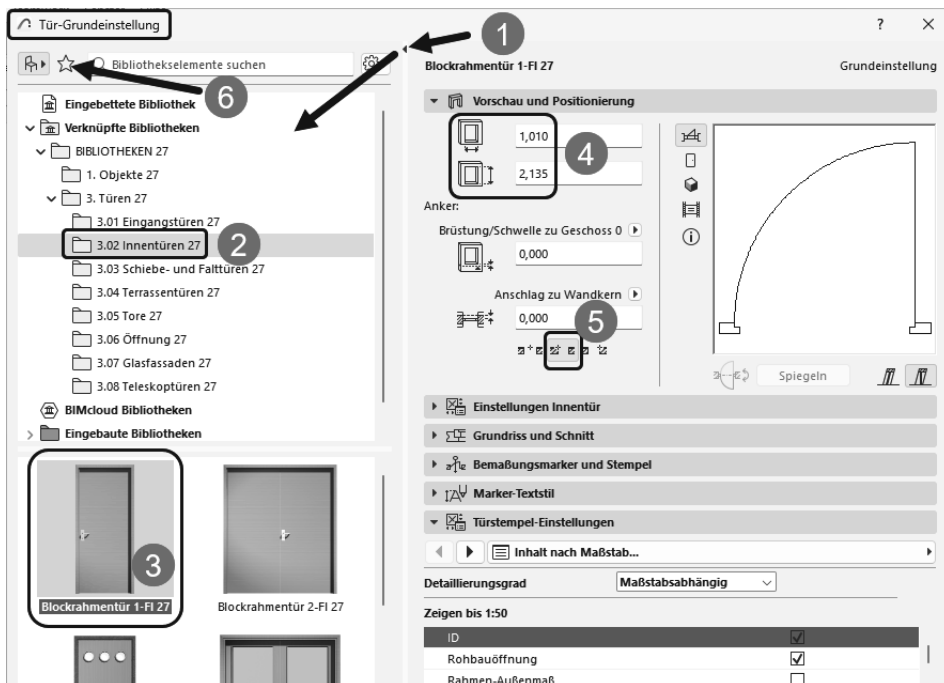 Tür-Grundeinstellung
?
1
Bibliothekselemente suchen
6
Eingebettete Bibliothek
Verknüpfte Bibliotheken
BIBLIOTHEKEN 27
1. Objekte 27
3. Türen 27
3.01 Eingangstüren 27
3.02 Innentüren 27
2
3.03 Schiebe- und Falttüren 27
3.04 Terrassentüren 27
3.05 Tore 27
3.06 Öffnung 27
3.07 Glasfassaden 27
3.08 Teleskoptüren 27
BIMcloud Bibliotheken
Eingebaute Bibliotheken
3
Blockrahmentür 1-Fl 27
Blockrahmentür 2-Fl 27
Blockrahmentür 1-Fl 27
Grundeinstellung
Vorschau und Positionierung
1,010
4
2,135
Anker:
Brüstung/Schwelle zu Geschoss 0
0,000
Anschlag zu Wandkern
0,000
5
Spiegeln
Einstellungen Innentür
Grundriss und Schnitt
Bemaßungsmarker und Stempel
Marker-Textstil
Türstempel-Einstellungen
Inhalt nach Maßstab...
Detaillierungsgrad
Maßstabsabhängig
Zeigen bis 1:50
ID
Rohbauöffnung
Rahmen-Außenmaß